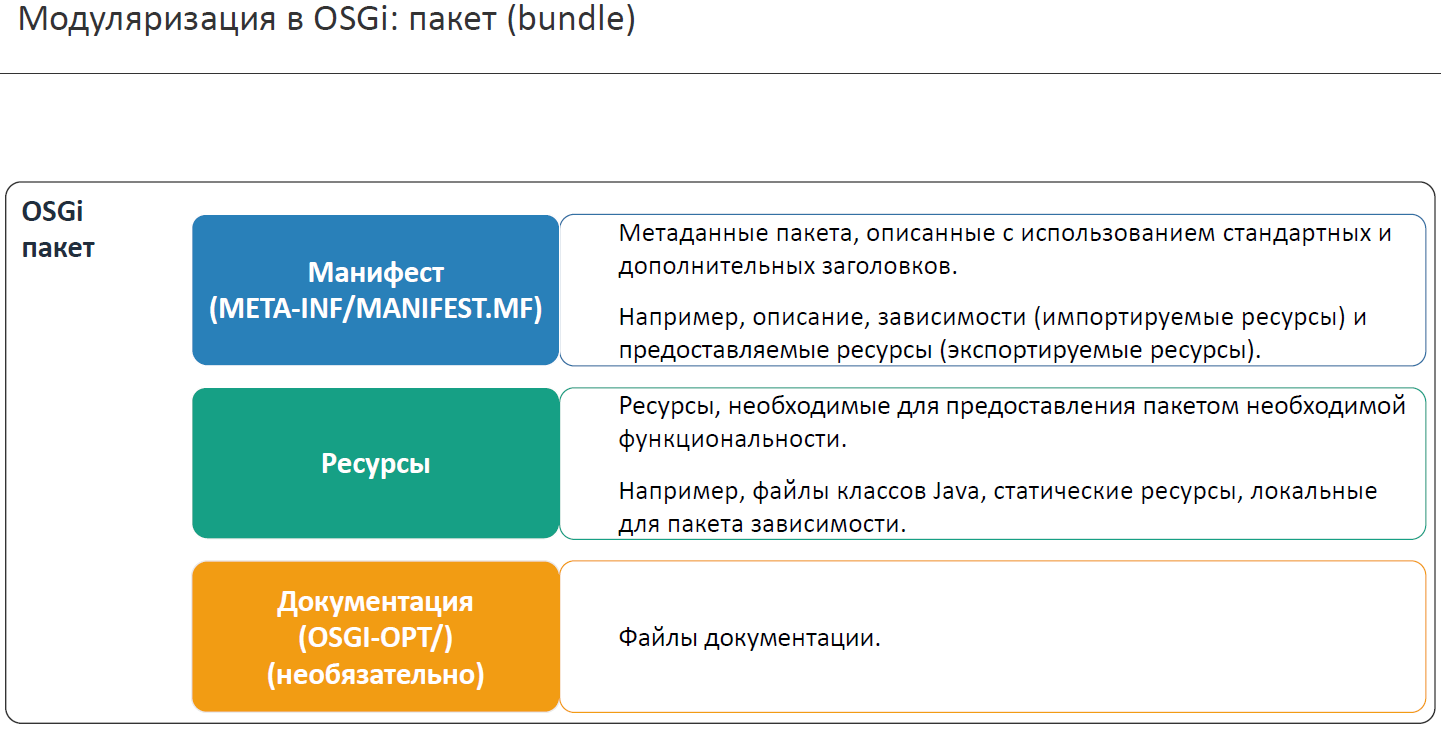 Модуляризация в OSGi: пакет (bundle)
OSGi
пакет
Манифест
(META-INF/MANIFEST.MF)
Метаданные пакета, описанные с использованием стандартных и
дополнительных заголовков.
Например, описание, зависимости (импортируемые ресурсы) и
предоставляемые ресурсы (экспортируемые ресурсы).
Ресурсы
Ресурсы, необходимые для предоставления пакетом необходимой
функциональности.
Например, файлы классов Java, статические ресурсы, локальные
для пакета зависимости.
Документация
(OSGI-OPT/)
(необязательно)
Файлы документации.